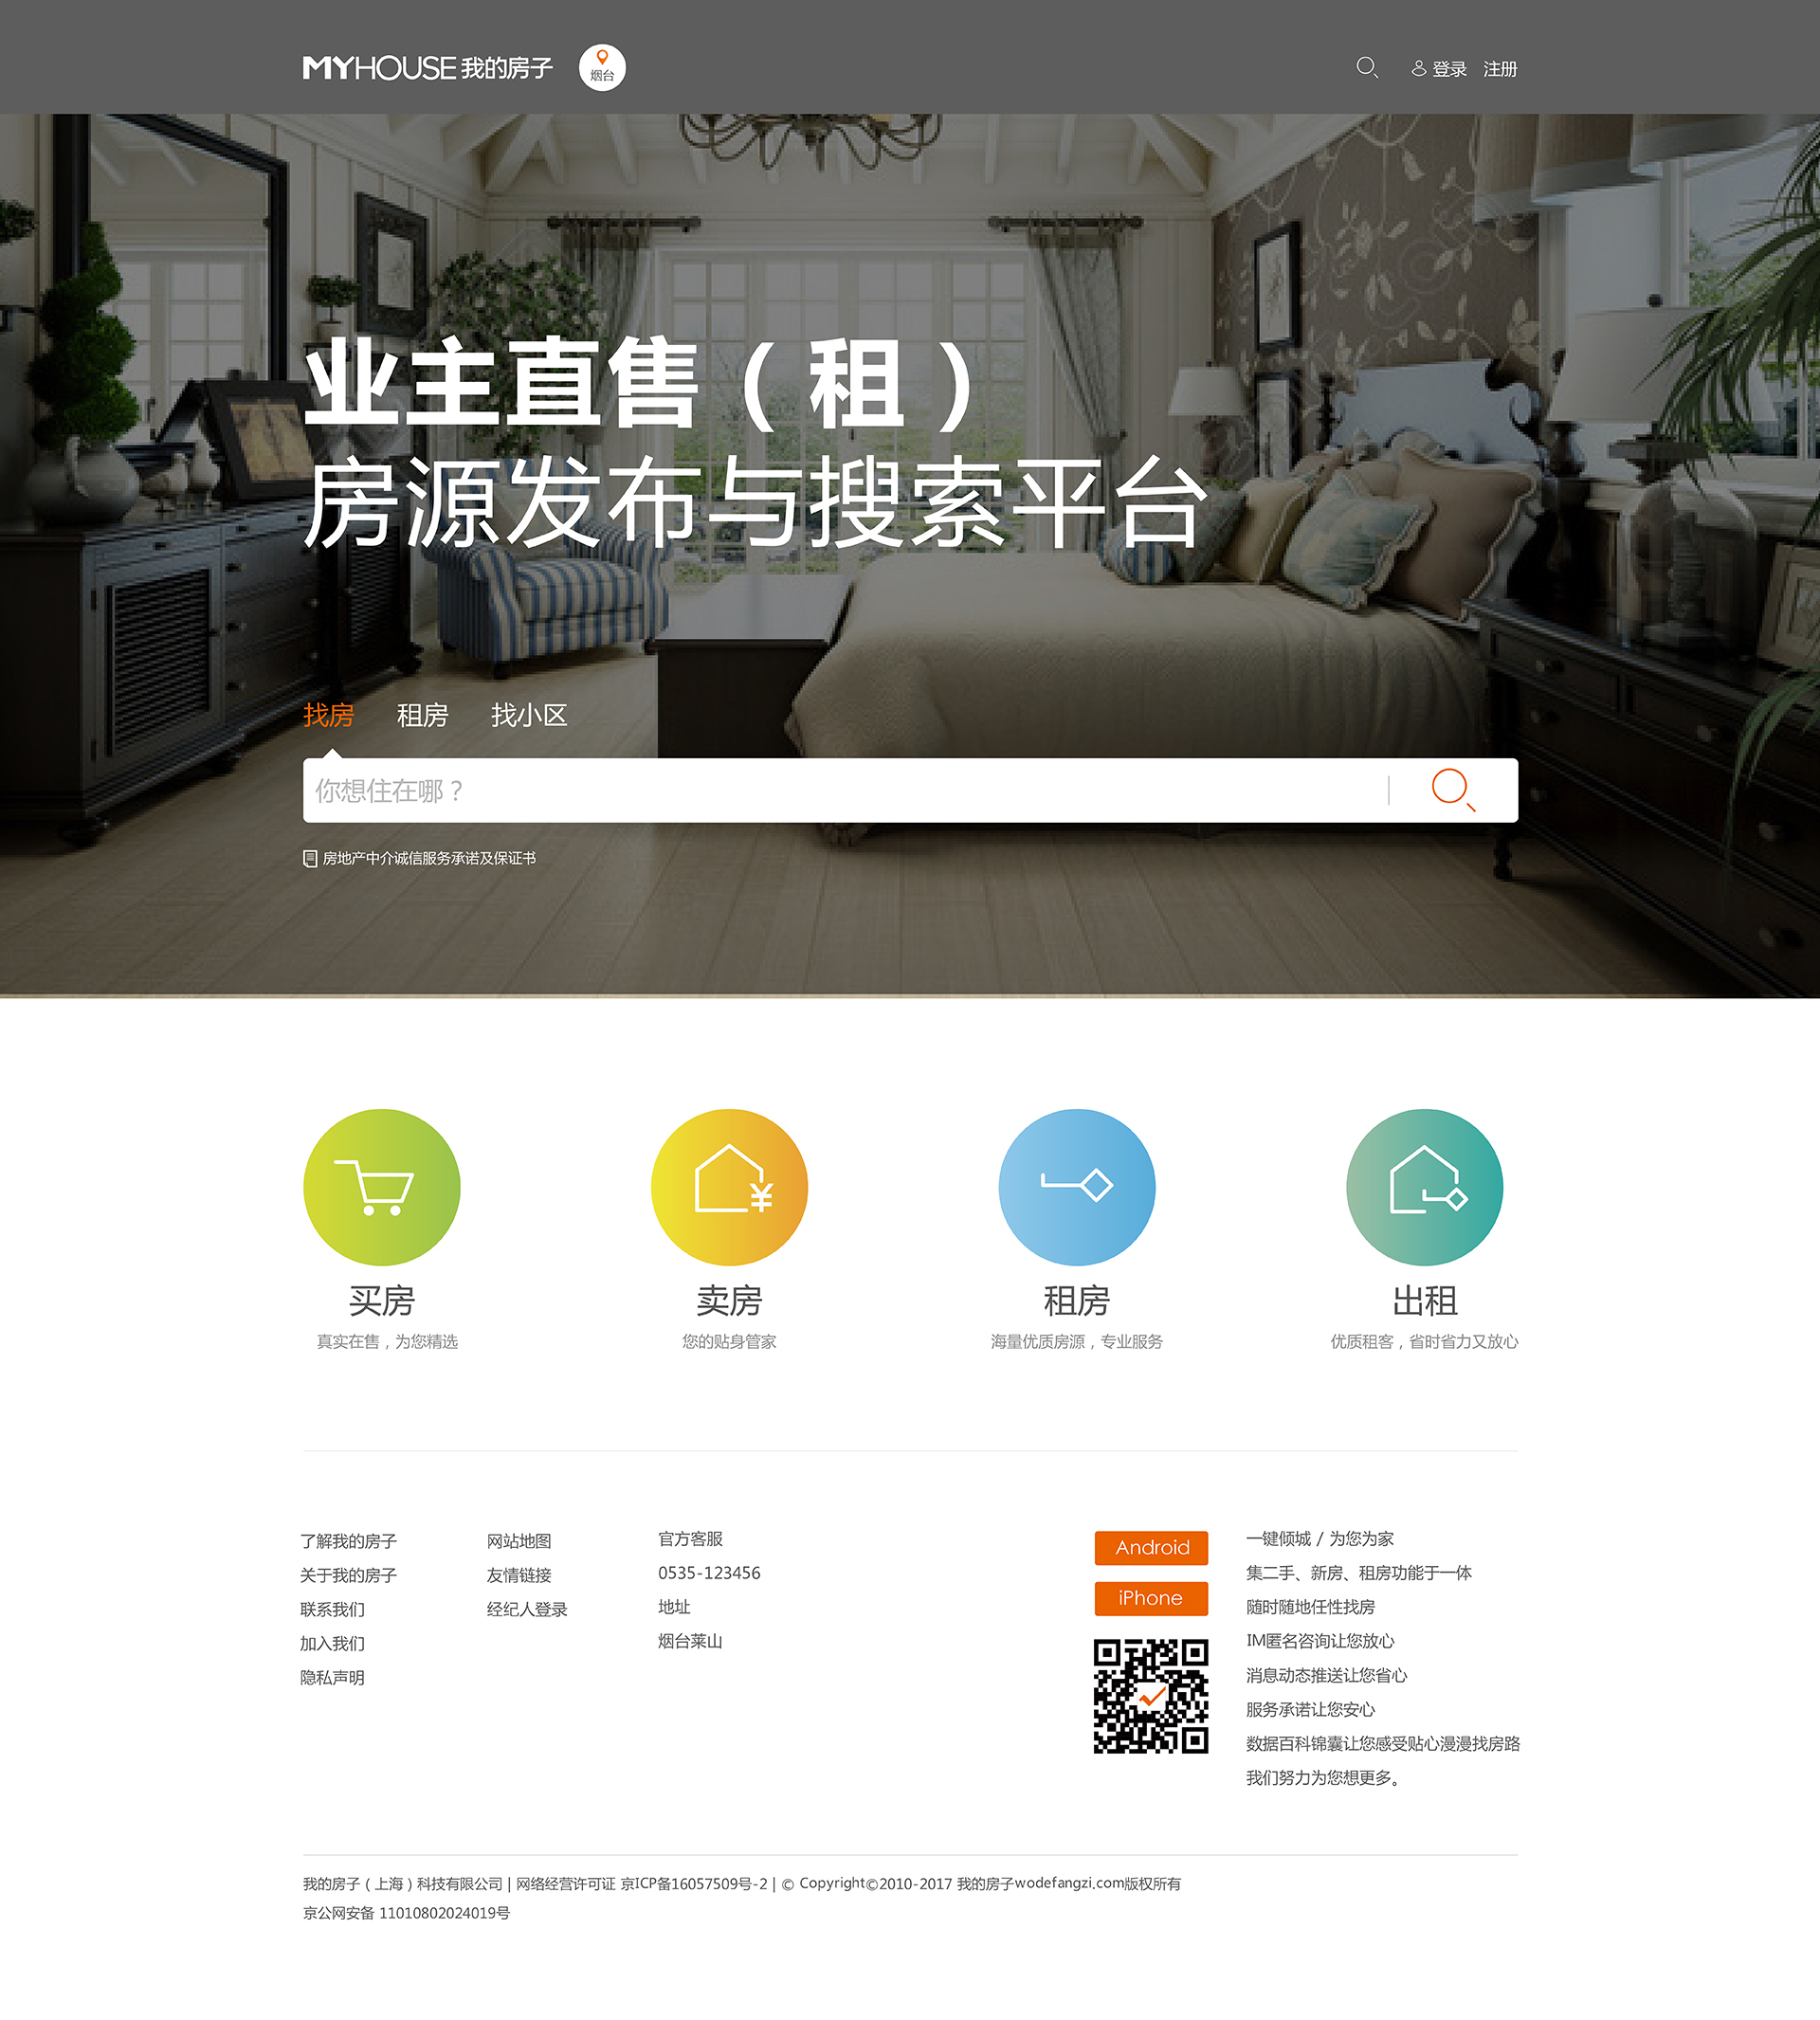 MYHOUSE 我的房子
烟台
登录 注册
业主直售（租）
房源发布与搜索平台
找房 租房 找小区
你想住在哪？
房地产中介诚信服务承诺及保证书
¥
买房 卖房 租房 出租
真实在售，为您精选 您的贴身管家 海量优质房源，专业服务 优质租客，省时省力又放心
了解我的房子
关于我的房子
联系我们
加入我们
隐私声明
网站地图
友情链接
经纪人登录
官方客服
0535-123456
地址
烟台莱山
Android
iPhone
一键倾城 / 为您为家
集二手、新房、租房功能于一体
随时随地任性找房
IM匿名咨询让您放心
消息动态推送让您省心
服务承诺让您安心
数据百科锦囊让您感受贴心漫漫找房路
我们努力为您想更多。
我的房子（上海）科技有限公司 | 网络经营许可证 京ICP备16057509号-2 | © Copyright©2010-2017 我的房子wodefangzi.com版权所有
京公网安备 11010802024019号